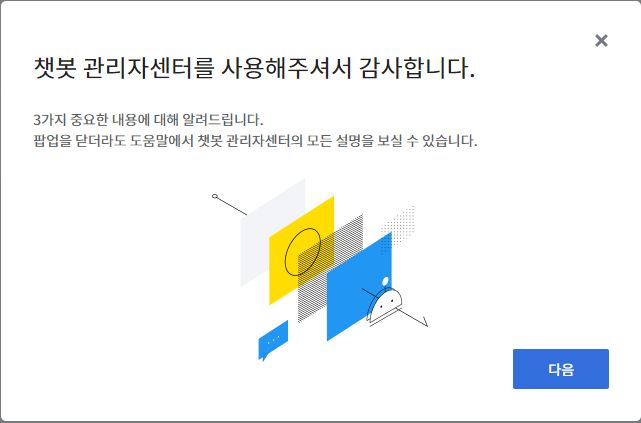 챗봇 관리자센터를 사용해주셔서 감사합니다.
3가지 중요한 내용에 대해 알려드립니다.
팝업을 닫더라도 도움말에서 챗봇 관리자센터의 모든 설명을 보실 수 있습니다.
다음